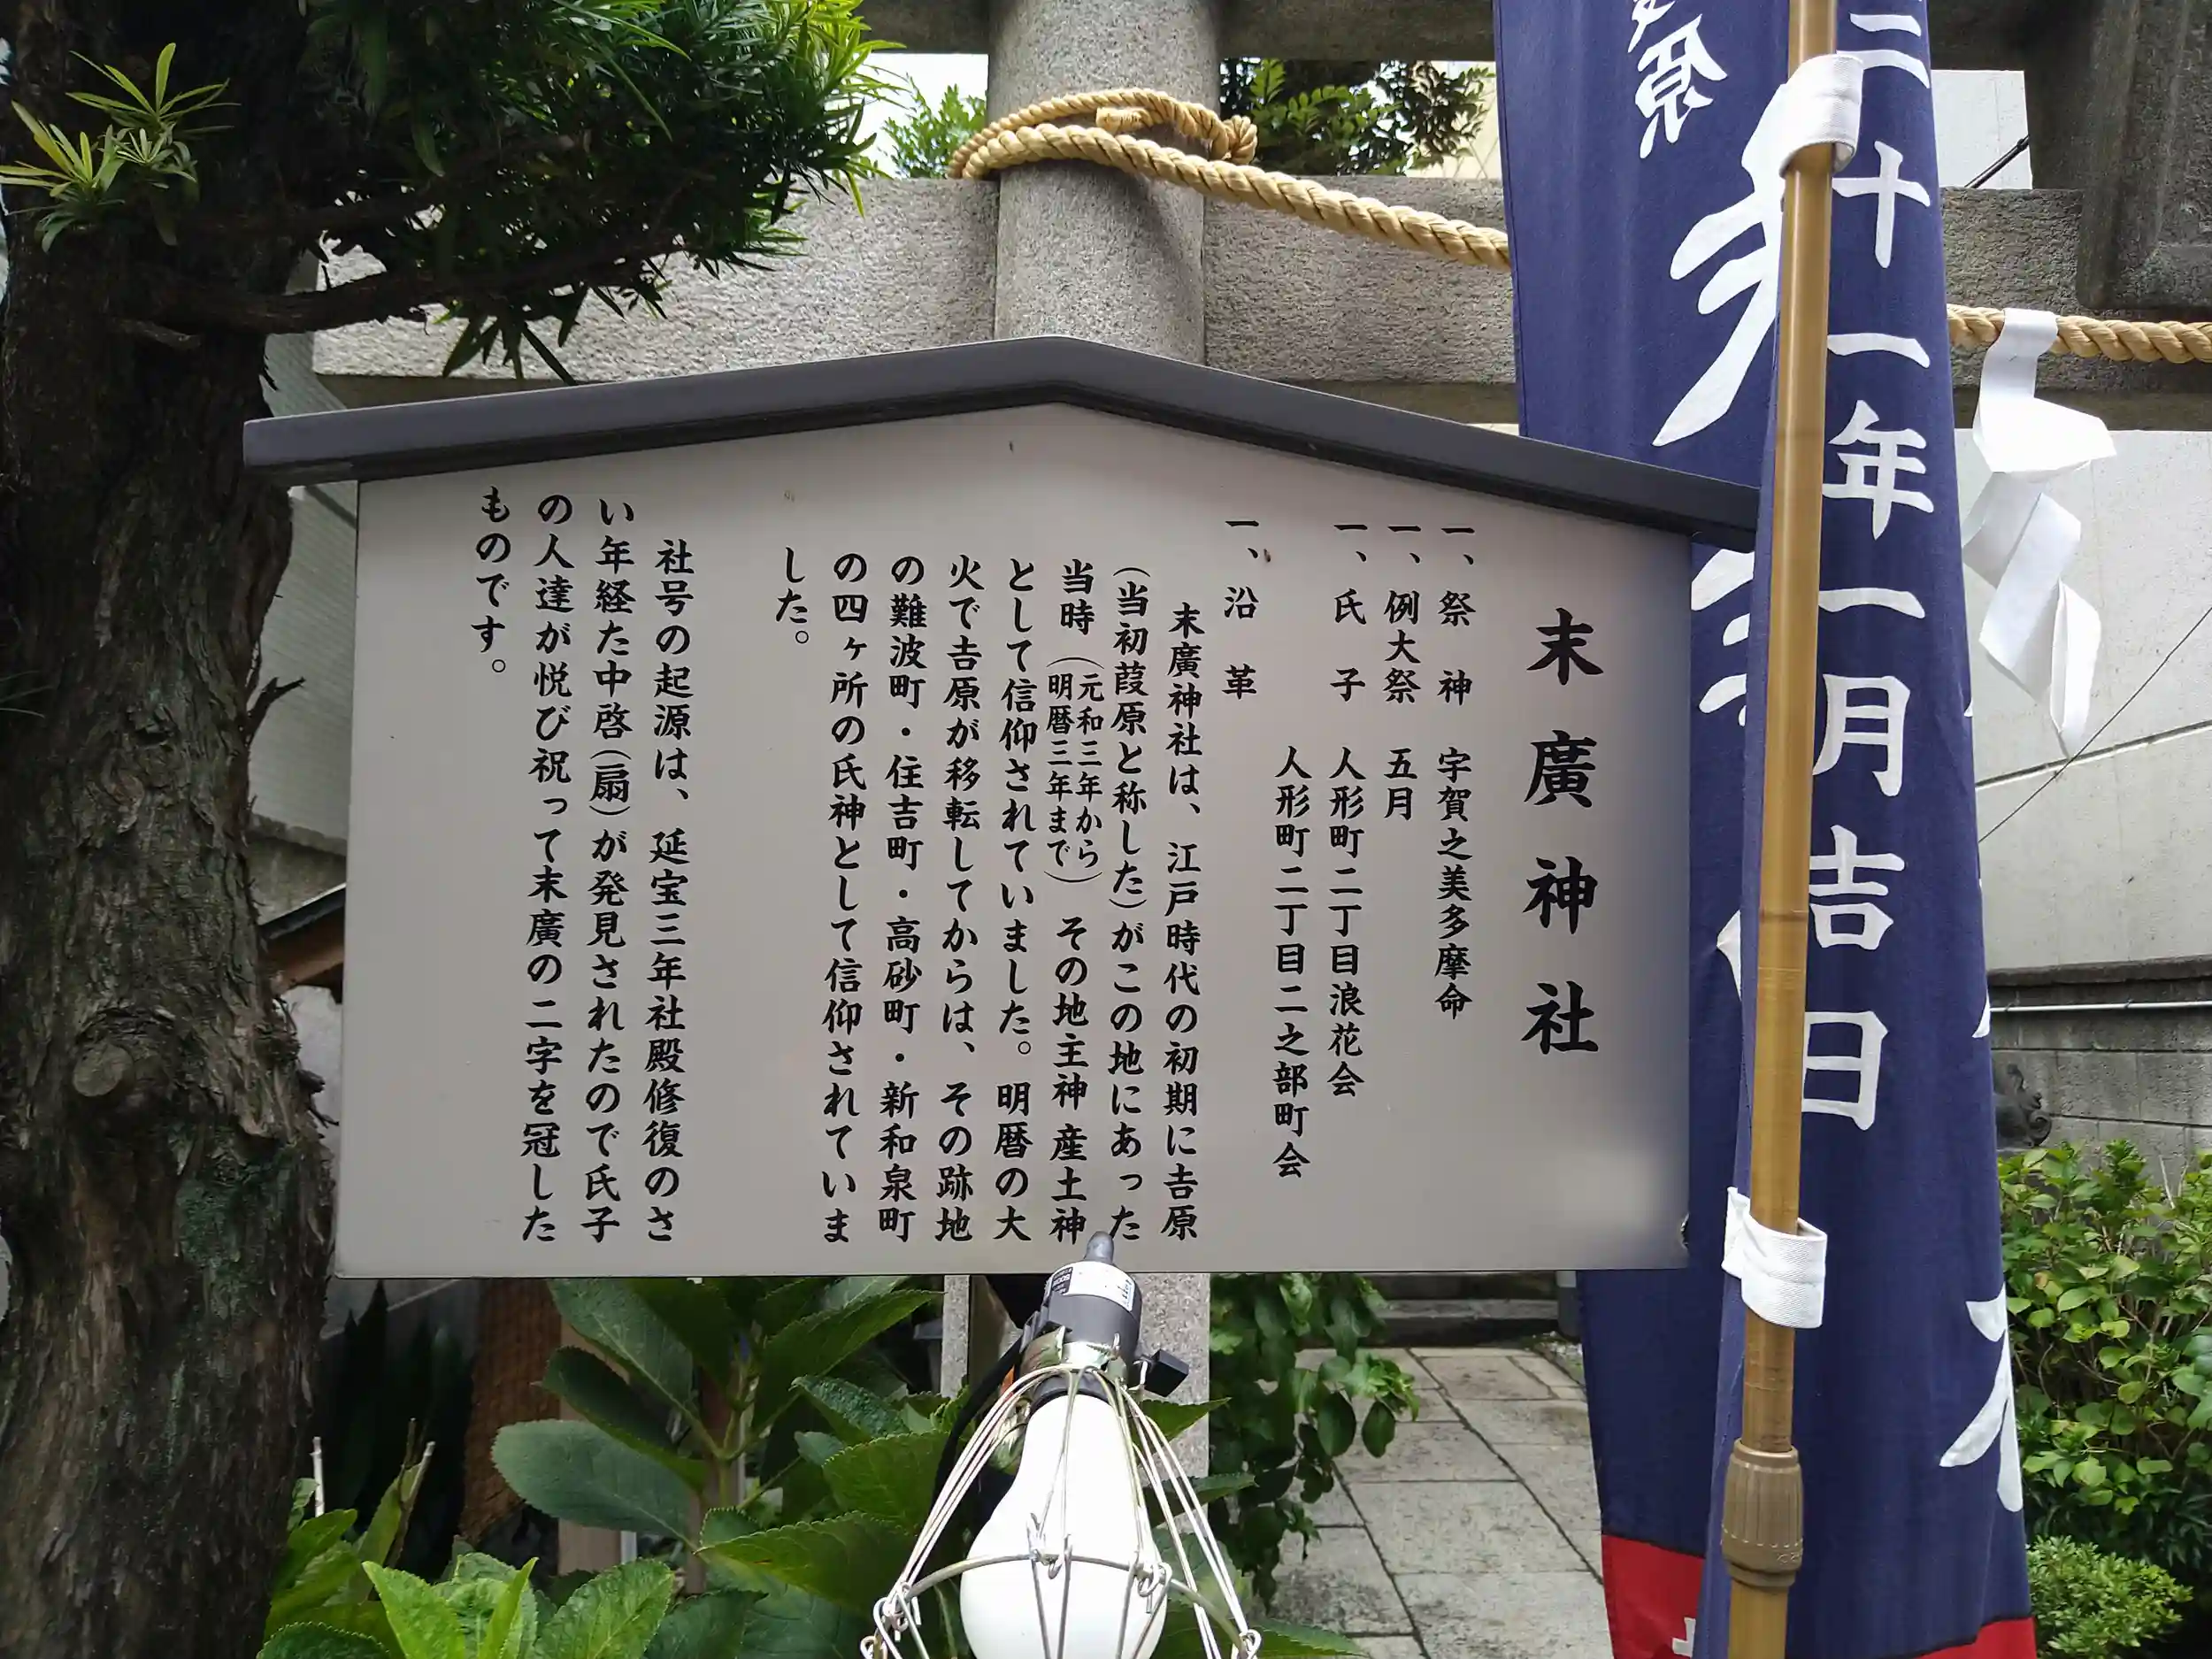 末廣神社
一、祭　神　宇賀之美多摩命
一、例大祭　五月
一、氏　子　人形町二丁目浪花会
人形町二丁目二之部町会
一、沿　革
末廣神社は、江戸時代の初期に吉原
（当初葭原と称した）がこの地にあった
当時（元和三年から
明暦三年まで）その地主神産土神
として信仰されていました。明暦の大
火で吉原が移転してからは、その跡地
の難波町・住吉町・高砂町・新和泉町
の四ヶ所の氏神として信仰されていま
した。
社号の起源は、延宝三年社殿修復のさ
い年経た中啓（扇）が発見されたので氏子
の人達が悦び祝って末廣の二字を冠した
ものです。
二十一年一月吉日
原